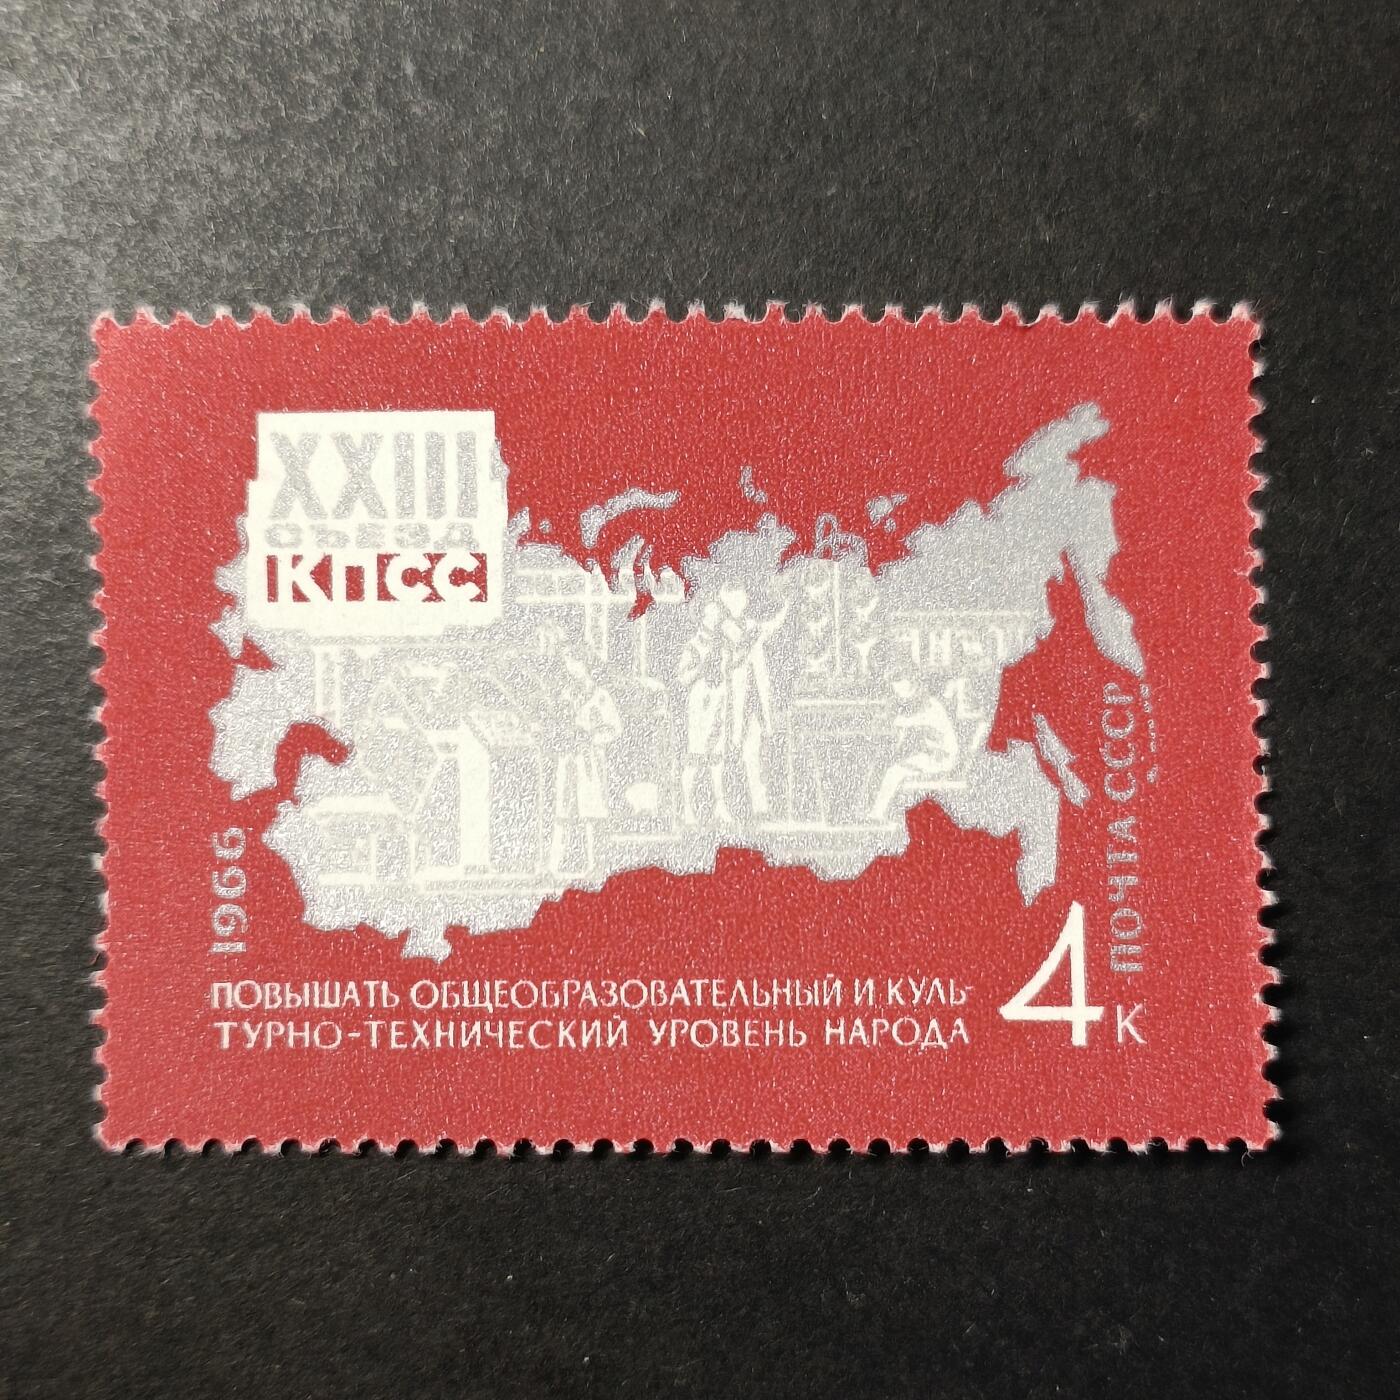 XXIII
СЪЕЗД
КПСС
1966
ПОЧТА СССР
ПОВЫШАТЬ ОБЩЕОБРАЗОВАТЕЛЬНЫЙ И КУЛЬ-
ТУРНО-ТЕХНИЧЕСКИЙ УРОВЕНЬ НАРОДА
4К